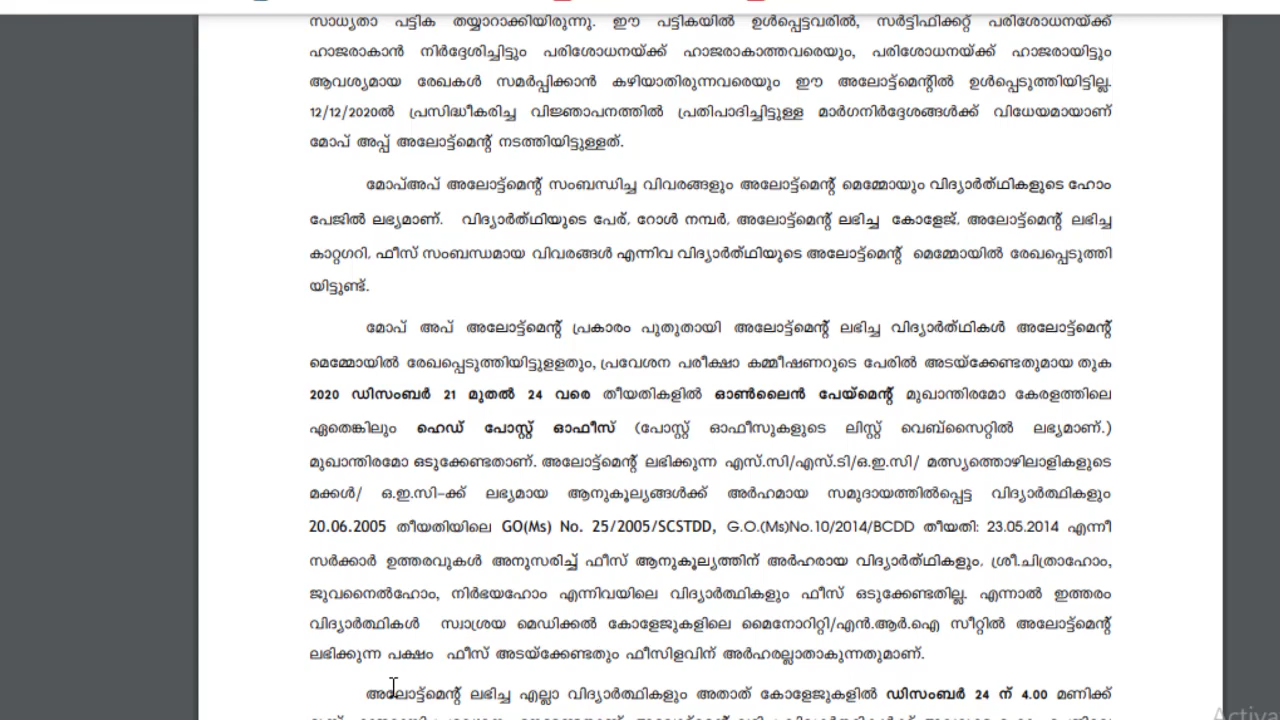 സാധ്യതാ പട്ടിക തയ്യാറാക്കിയിരുന്നു. ഈ പട്ടികയിൽ ഉൾപ്പെട്ടവരിൽ, സർട്ടിഫിക്കറ്റ് പരിശോധനയ്ക്ക്
ഹാജരാകാൻ നിർദ്ദേശിച്ചിട്ടും പരിശോധനയ്ക്ക് ഹാജരാകാത്തവരെയും, പരിശോധനയ്ക്ക് ഹാജരായിട്ടും
ആവശ്യമായ രേഖകൾ സമർപ്പിക്കാൻ കഴിയാതിരുന്നവരെയും ഈ അലോട്ട്മെന്റിൽ ഉൾപ്പെടുത്തിയിട്ടില്ല.
12/12/2020ൽ പ്രസിദ്ധീകരിച്ച വിജ്ഞാപനത്തിൽ പ്രതിപാദിച്ചിട്ടുള്ള മാർഗനിർദ്ദേശങ്ങൾക്ക് വിധേയമായാണ്
മോപ് അപ്പ് അലോട്ട്മെന്റ് നടത്തിയിട്ടുള്ളത്.
മോപ്അപ് അലോട്ട്മെന്റ് സംബന്ധിച്ച വിവരങ്ങളും അലോട്ട്മെന്റ് മെമ്മോയും വിദ്യാർത്ഥികളുടെ ഹോം
പേജിൽ ലഭ്യമാണ്. വിദ്യാർത്ഥിയുടെ പേര്, റോൾ നമ്പർ, അലോട്ട്മെന്റ് ലഭിച്ച കോളേജ്, അലോട്ട്മെന്റ് ലഭിച്ച
കാറ്റഗറി, ഫീസ് സംബന്ധമായ വിവരങ്ങൾ എന്നിവ വിദ്യാർത്ഥിയുടെ അലോട്ട്മെന്റ് മെമ്മോയിൽ രേഖപ്പെടുത്തി
യിട്ടുണ്ട്.
മോപ് അപ് അലോട്ട്മെന്റ് പ്രകാരം പുതുതായി അലോട്ട്മെന്റ് ലഭിച്ച വിദ്യാർത്ഥികൾ അലോട്ട്മെന്റ്
മെമ്മോയിൽ രേഖപ്പെടുത്തിയിട്ടുളളതും, പ്രവേശന പരീക്ഷാ കമ്മീഷണറുടെ പേരിൽ അടയ്ക്കേണ്ടതുമായ തുക
2020 ഡിസംബർ 21 മുതൽ 24 വരെ തീയതികളിൽ ഓൺലൈൻ പേയ്മെന്റ് മുഖാന്തിരമോ കേരളത്തിലെ
ഏതെങ്കിലും ഹെഡ് പോസ്റ്റ് ഓഫീസ് (പോസ്റ്റ് ഓഫീസുകളുടെ ലിസ്റ്റ് വെബ്സൈറ്റിൽ ലഭ്യമാണ്.)
മുഖാന്തിരമോ ഒടുക്കേണ്ടതാണ്. അലോട്ട്മെന്റ് ലഭിക്കുന്ന എസ്.സി/എസ്.ടി/ഒ.ഇ.സി/ മത്സ്യത്തൊഴിലാളികളുടെ
മക്കൾ/ ഒ.ഇ.സി-ക്ക് ലഭ്യമായ ആനുകൂല്യങ്ങൾക്ക് അർഹമായ സമുദായത്തിൽപ്പെട്ട വിദ്യാർത്ഥികളും
20.06.2005 തീയതിയിലെ GO(Ms) No. 25/2005/SCSTDD, G.O.(Ms)No.10/2014/BCDD തീയതി: 23.05.2014 എന്നീ
സർക്കാർ ഉത്തരവുകൾ അനുസരിച്ച് ഫീസ് ആനുകൂല്യത്തിന് അർഹരായ വിദ്യാർത്ഥികളും, ശ്രീ.ചിത്രാഹോം,
ജുവനൈൽഹോം, നിർഭയഹോം എന്നിവയിലെ വിദ്യാർത്ഥികളും ഫീസ് ഒടുക്കേണ്ടതില്ല. എന്നാൽ ഇത്തരം
വിദ്യാർത്ഥികൾ സ്വാശ്രയ മെഡിക്കൽ കോളേജുകളിലെ മൈനോറിറ്റി/എൻ.ആർ.ഐ സീറ്റിൽ അലോട്ട്മെന്റ്
ലഭിക്കുന്ന പക്ഷം ഫീസ് അടയ്ക്കേണ്ടതും ഫീസിളവിന് അർഹരല്ലാതാകുന്നതുമാണ്.
അലോട്ട്മെന്റ് ലഭിച്ച എല്ലാ വിദ്യാർത്ഥികളും അതാത് കോളേജുകളിൽ ഡിസംബർ 24 ന് 4.00 മണിക്ക്